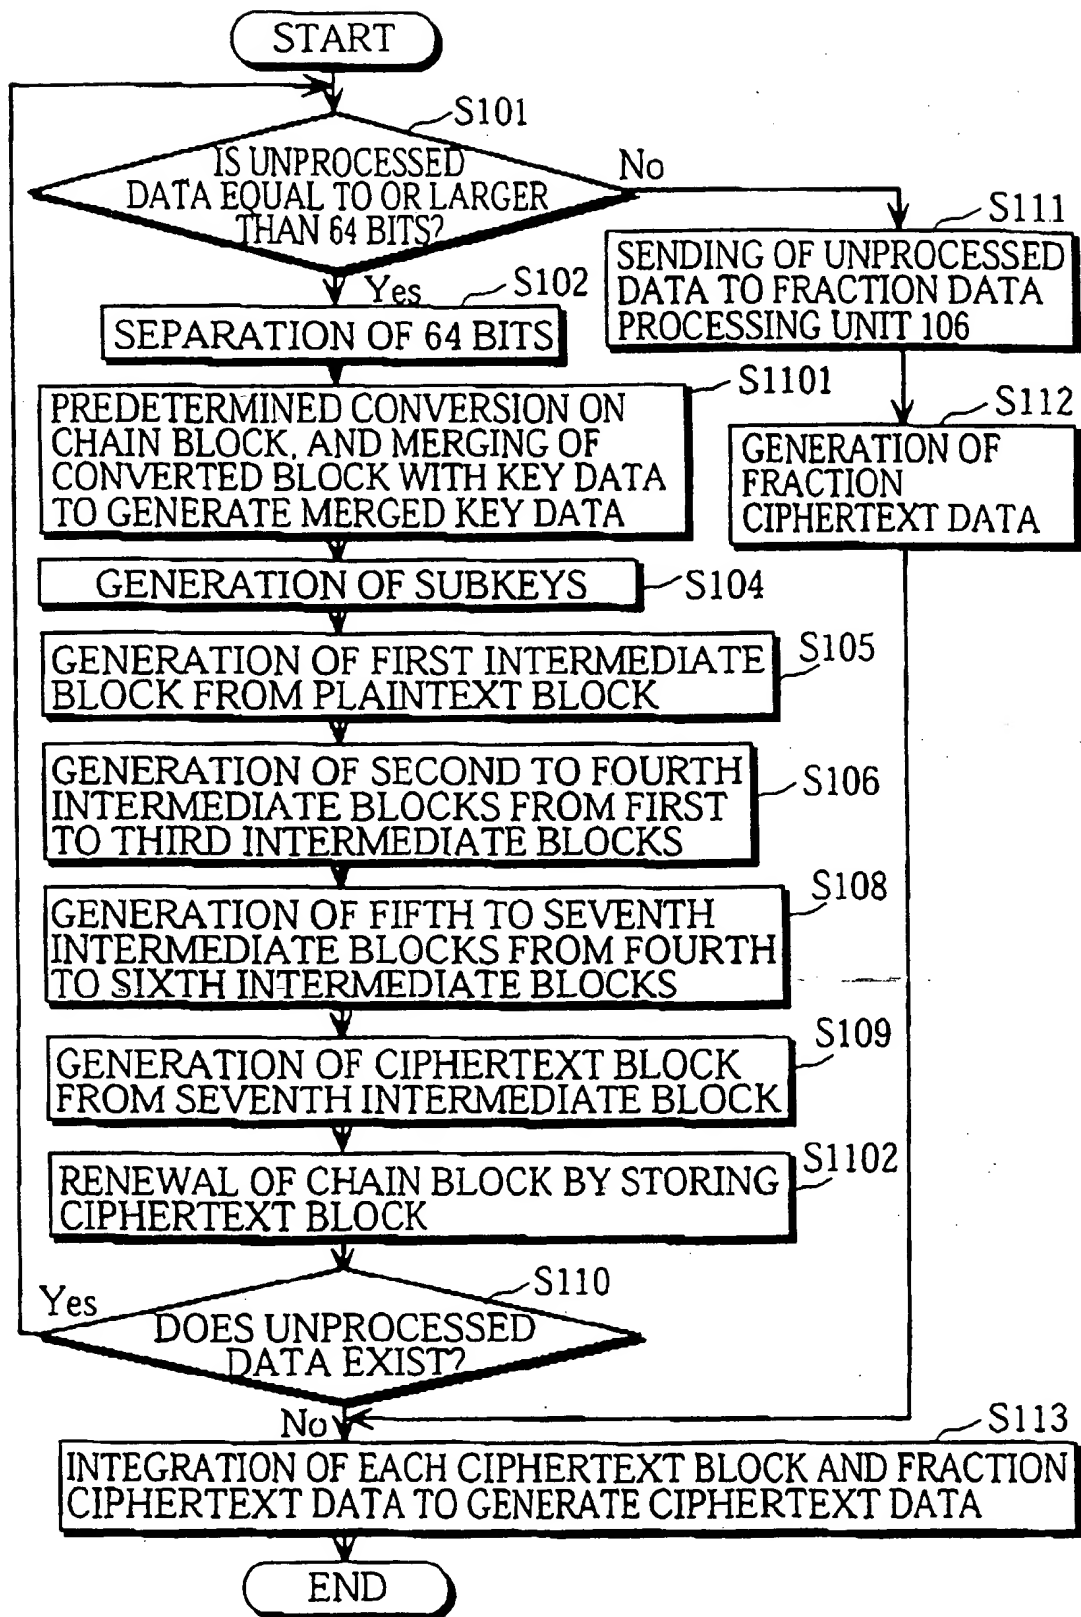 START
S101
IS UNPROCESSED
DATA EQUAL TO OR LARGER
THAN 64 BITS?
No
Yes
S111
SENDING OF UNPROCESSED
DATA TO FRACTION DATA
PROCESSING UNIT 106
S102
SEPARATION OF 64 BITS
S1101
PREDETERMINED CONVERSION ON
CHAIN BLOCK, AND MERGING OF
CONVERTED BLOCK WITH KEY DATA
TO GENERATE MERGED KEY DATA
S112
GENERATION OF
FRACTION
CIPHERTEXT DATA
GENERATION OF SUBKEYS
S104
S105
GENERATION OF FIRST INTERMEDIATE
BLOCK FROM PLAINTEXT BLOCK
S106
GENERATION OF SECOND TO FOURTH
INTERMEDIATE BLOCKS FROM FIRST
TO THIRD INTERMEDIATE BLOCKS
S108
GENERATION OF FIFTH TO SEVENTH
INTERMEDIATE BLOCKS FROM FOURTH
TO SIXTH INTERMEDIATE BLOCKS
S109
GENERATION OF CIPHERTEXT BLOCK
FROM SEVENTH INTERMEDIATE BLOCK
S1102
RENEWAL OF CHAIN BLOCK BY STORING
CIPHERTEXT BLOCK
S110
Yes
DOES UNPROCESSED
DATA EXIST?
No
S113
INTEGRATION OF EACH CIPHERTEXT BLOCK AND FRACTION
CIPHERTEXT DATA TO GENERATE CIPHERTEXT DATA
END